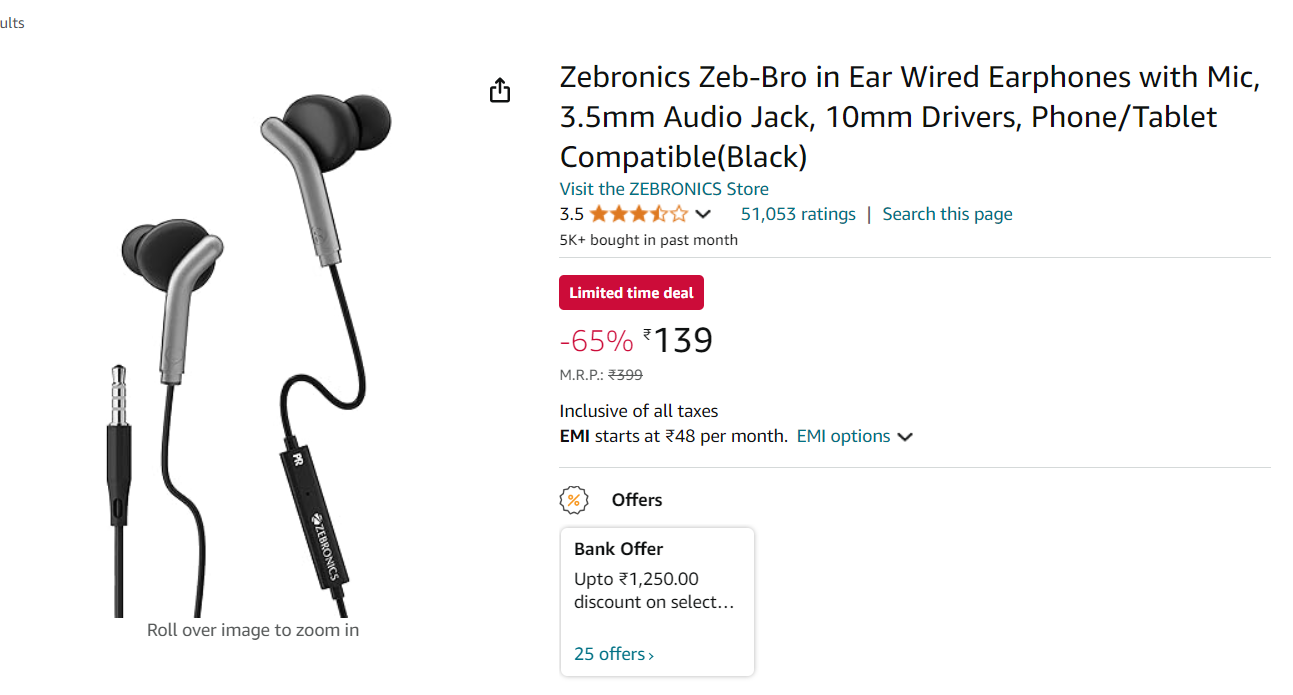 ults
Zebronics Zeb-Bro in Ear Wired Earphones with Mic,
3.5mm Audio Jack, 10mm Drivers, Phone/Tablet
Compatible(Black)
Visit the ZEBRONICS Store
3.5
51,053 ratings | Search this page
5K+ bought in past month
Limited time deal
-65% ₹139
M.R.P.: ₹399
Inclusive of all taxes
EMI starts at ₹48 per month. EMI options
% Offers
Bank Offer
Upto ₹1,250.00
discount on select…
25 offers ›
PR
ZEBRONICS
Roll over image to zoom in